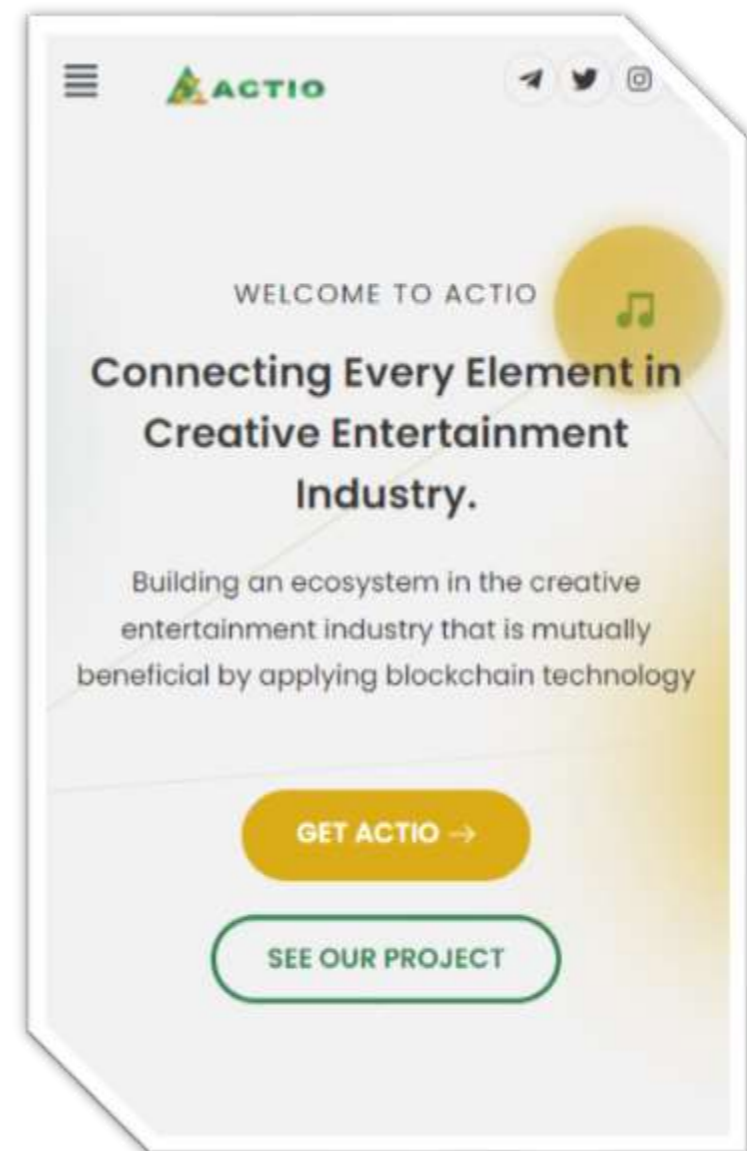 ACTIO
WELCOME TO ACTIO
Connecting Every Element in
Creative Entertainment
Industry.
Building an ecosystem in the creative
entertainment industry that is mutually
beneficial by applying blockchain technology
GET ACTIO →
SEE OUR PROJECT